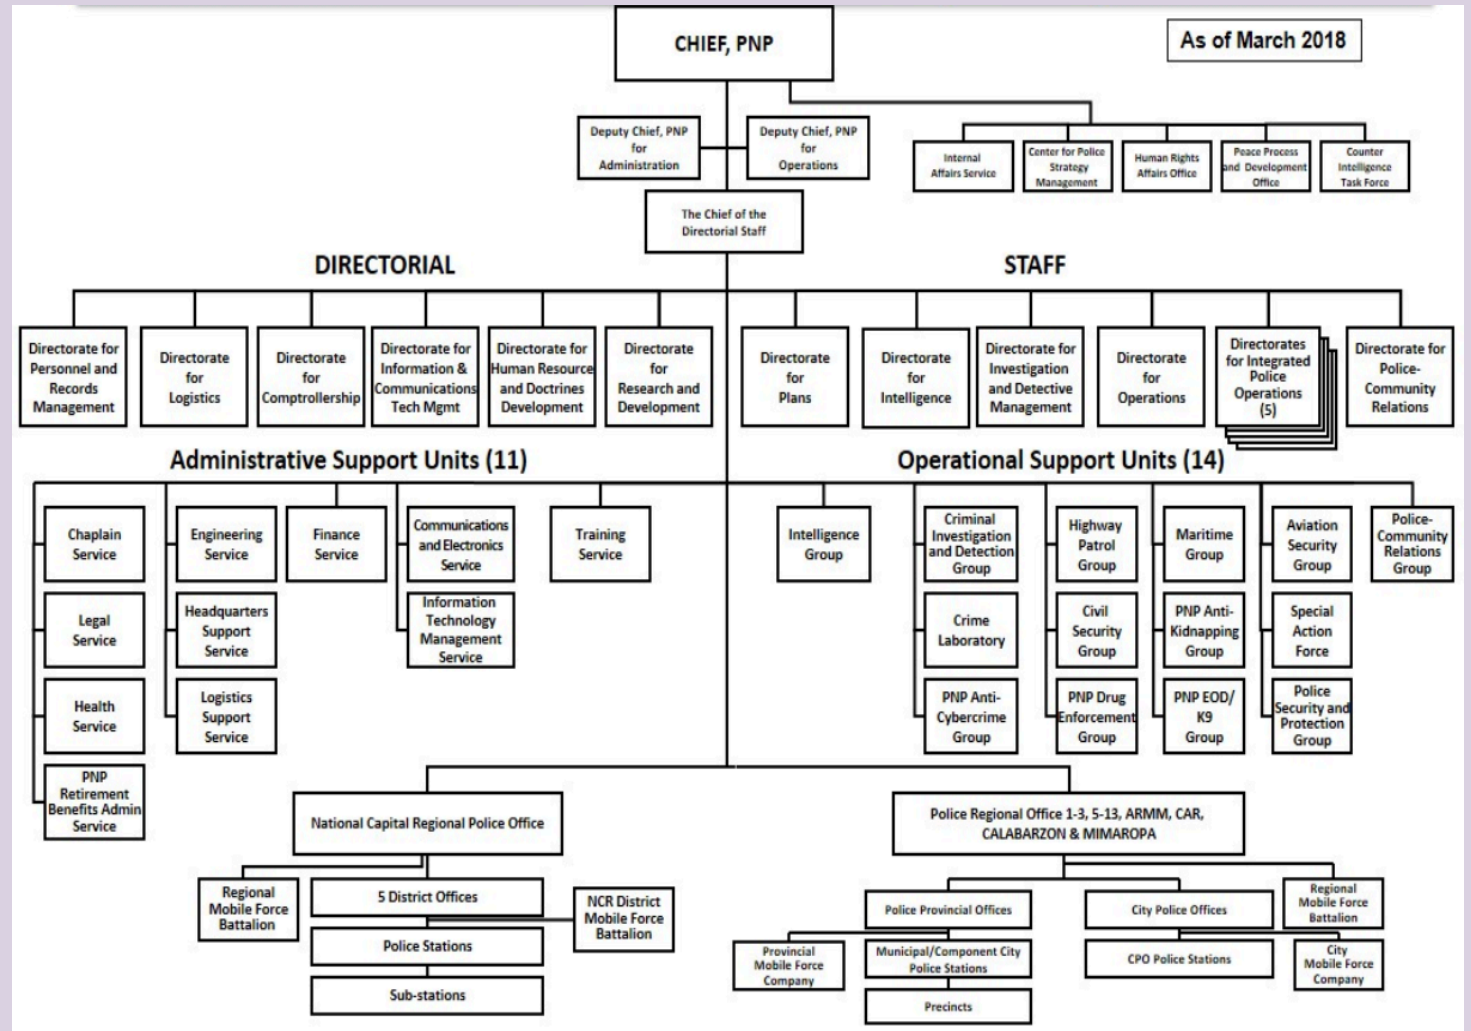 CHIEF, PNP
As of March 2018
Deputy Chief, PNP
for
Administration
Deputy Chief, PNP
for
Operations
Internal
Affairs Service
Center for Police
Strategy
Management
Human Rights
Affairs Office
Peace Process
and Development
Office
Counter
Intelligence
Task Force
The Chief of the
Directorial Staff
DIRECTORIAL
STAFF
Directorate for
Personnel and
Records
Management
Directorate
for
Logistics
Directorate
for
Comptrollership
Directorate for
Information &
Communications
Tech Mgmt
Directorate for
Human Resource
and Doctrines
Development
Directorate
for
Research and
Development
Directorate
for
Plans
Directorate
for
Intelligence
Directorate for
Investigation
and Detective
Management
Directorate
for
Operations
Directorates
for Integrated
Police
Operations
(5)
Directorate for
Police-
Community
Relations
Administrative Support Units (11)
Operational Support Units (14)
Chaplain
Service
Engineering
Service
Finance
Service
Communications
and Electronics
Service
Training
Service
Intelligence
Group
Criminal
Investigation
and Detection
Group
Highway
Patrol
Group
Maritime
Group
Aviation
Security
Group
Police-
Community
Relations
Group
Legal
Service
Headquarters
Support
Service
Information
Technology
Management
Service
Crime
Laboratory
Civil
Security
Group
PNP Anti-
Kidnapping
Group
Special
Action
Force
Health
Service
Logistics
Support
Service
PNP Anti-
Cybercrime
Group
PNP Drug
Enforcement
Group
PNP EOD/
K9
Group
Police
Security and
Protection
Group
PNP
Retirement
Benefits Admin
Service
National Capital Regional Police Office
Police Regional Office 1-3, 5-13, ARMM, CAR,
CALABARZON & MIMAROPA
Regional
Mobile Force
Battalion
5 District Offices
NCR District
Mobile Force
Battalion
Police Stations
Sub-stations
Police Provincial Offices
City Police Offices
Regional
Mobile Force
Battalion
Provincial
Mobile Force
Company
Municipal/Component City
Police Stations
CPO Police Stations
City
Mobile Force
Company
Precincts